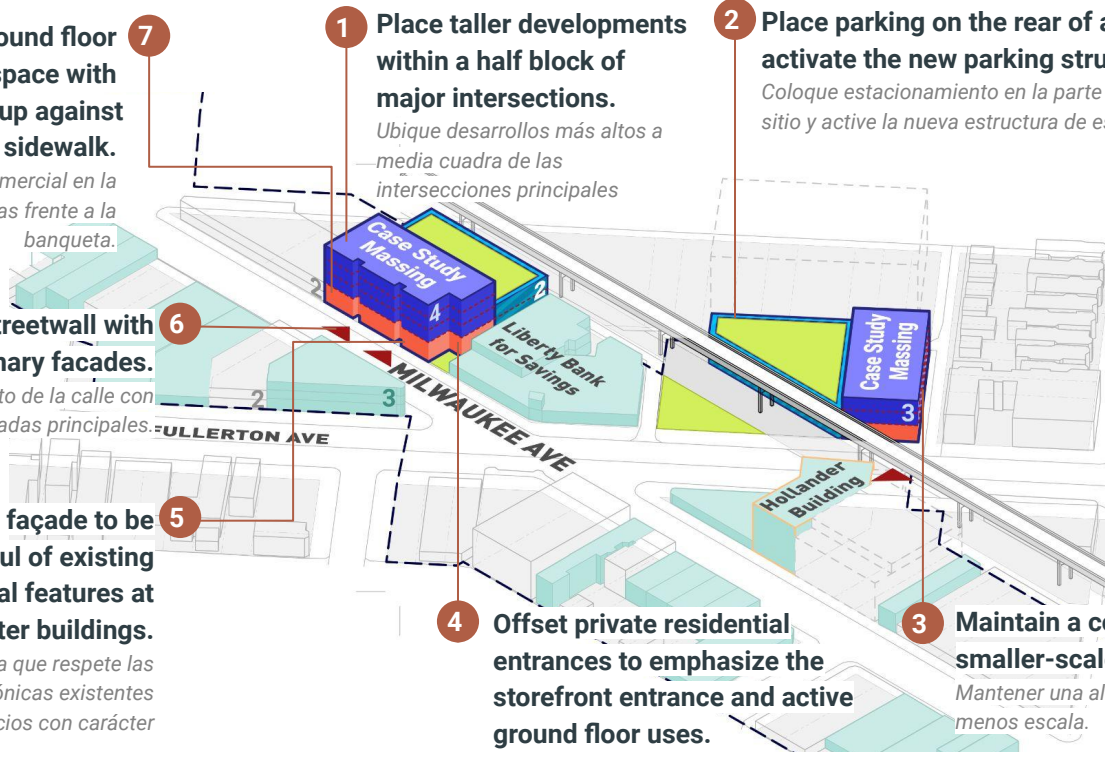 7
ound floor
space with
up against
sidewalk.
mercial en la
as frente a la
banqueta.
1
Place taller developments
within a half block of
major intersections.
Ubique desarrollos más altos a
media cuadra de las
intersecciones principales
2
Place parking on the rear of a
activate the new parking stru
Coloque estacionamiento en la parte
sitio y active la nueva estructura de es
Case Study
Massing
4
2
2
Liberty Bank
for Savings
Case Study
Massing
3
6
treetwall with
nary facades.
to de la calle con
adas principales.
2
3
FULLERTON AVE
MILWAUKEE AVE
Hollander
Building
5
façade to be
ul of existing
al features at
ter buildings.
a que respete las
ónicas existentes
cios con carácter
4
Offset private residential
entrances to emphasize the
storefront entrance and active
ground floor uses.
3
Maintain a co
smaller-scal
Mantener una al
menos escala.